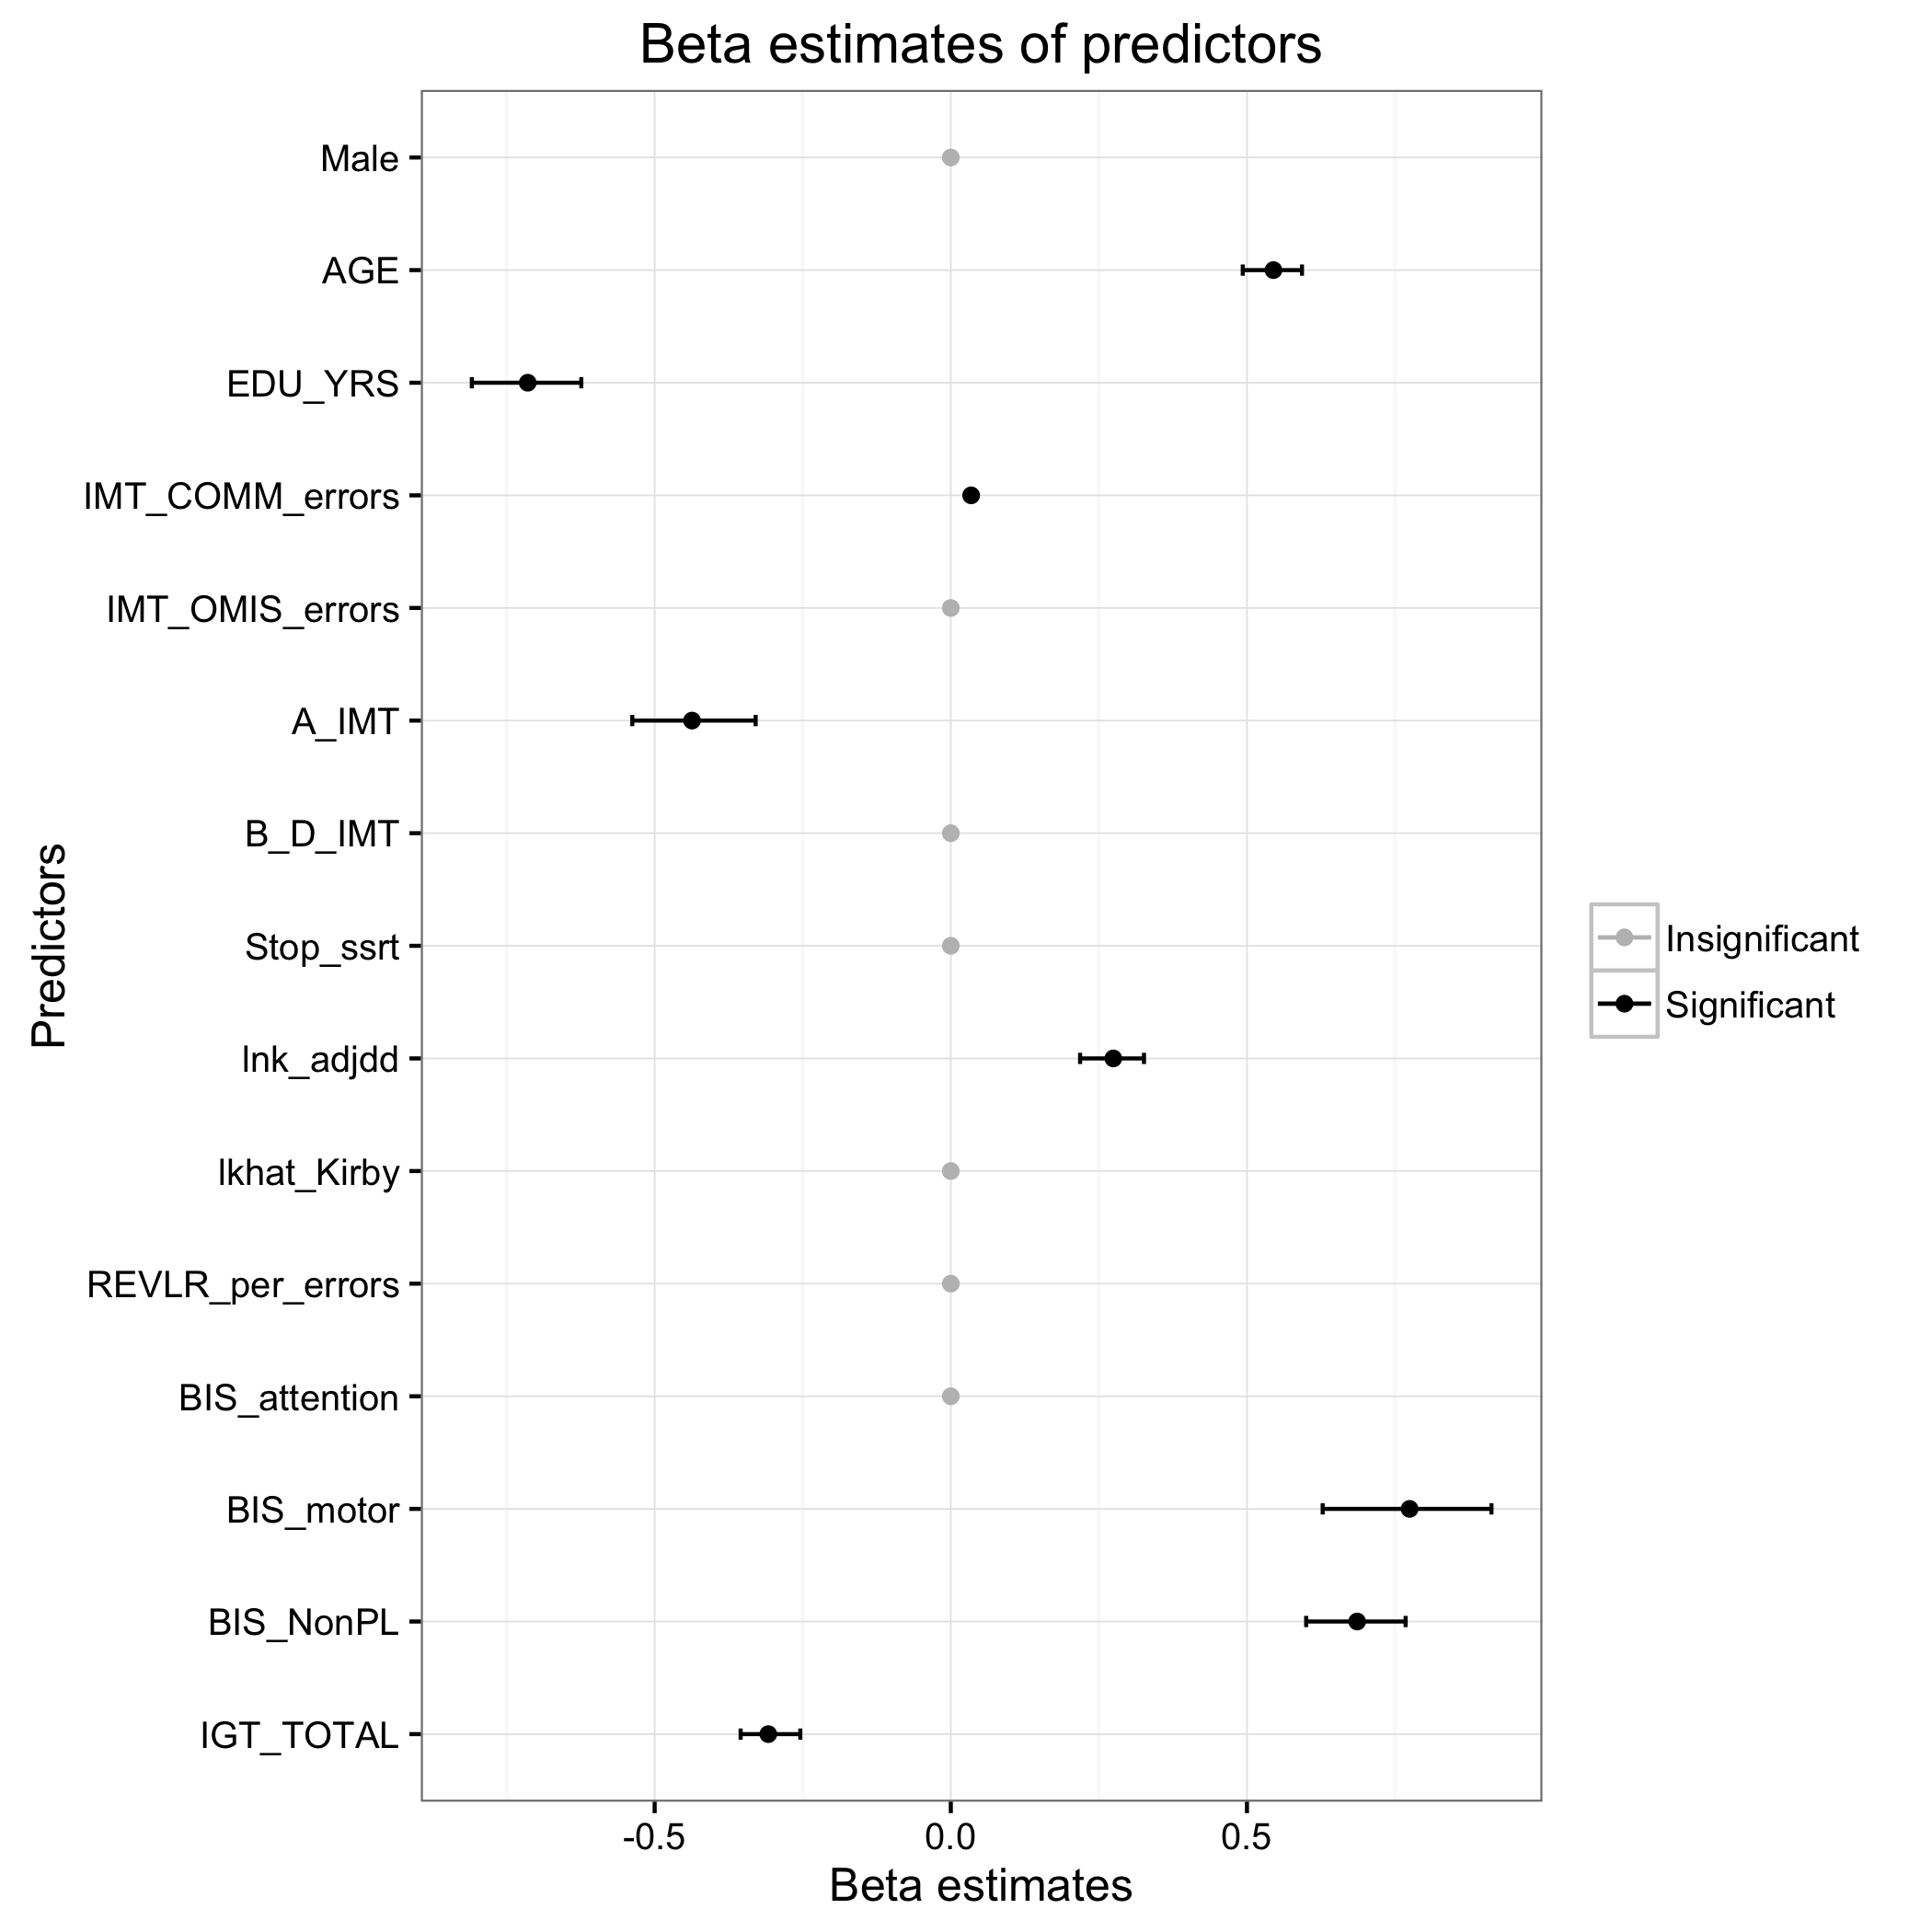 Beta estimates of predictors
Male
AGE
EDU_YRS
IMT_COMM_errors
IMT_OMIS_errors
A_IMT
B_D_IMT
Stop_ssrt
lnk_adjdd
lkhat_Kirby
REVLR_per_errors
BIS_attention
BIS_motor
BIS_NonPL
IGT_TOTAL
Predictors
-0.5 0.0 0.5
Beta estimates
Insignificant
Significant